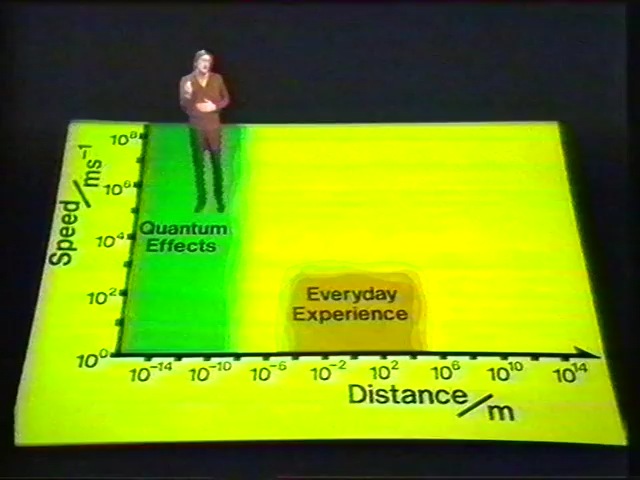 10⁸
10⁶
10⁴
10²
10⁰
Speed/ms⁻¹
Quantum
Effects
Everyday
Experience
10⁻¹⁴ 10⁻¹⁰ 10⁻⁶ 10⁻² 10² 10⁶ 10¹⁰ 10¹⁴
Distance/m